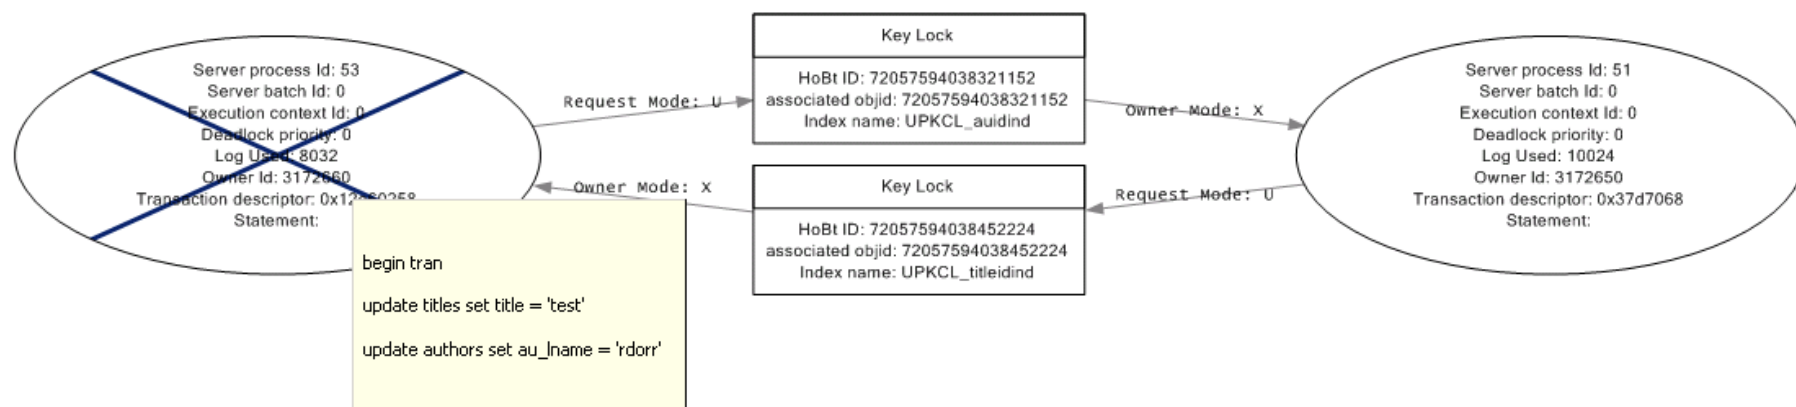 Server process Id: 53
Server batch Id: 0
Execution context Id: 0
Deadlock priority: 0
Log Used: 8032
Owner Id: 3172660
Transaction descriptor:
Statement:
begin tran
update titles set title = 'test'
update authors set au_lname = 'rdorr'
Request Mode: U
Owner Mode: X
Key Lock
HoBt ID: 72057594038321152
associated objid: 72057594038321152
Index name: UPKCL_auidind
Key Lock
HoBt ID: 72057594038452224
associated objid: 72057594038452224
Index name: UPKCL_titleidind
Owner Mode: X
Request Mode: U
Server process Id: 51
Server batch Id: 0
Execution context Id: 0
Deadlock priority: 0
Log Used: 10024
Owner Id: 3172650
Transaction descriptor: 0x37d7068
Statement: